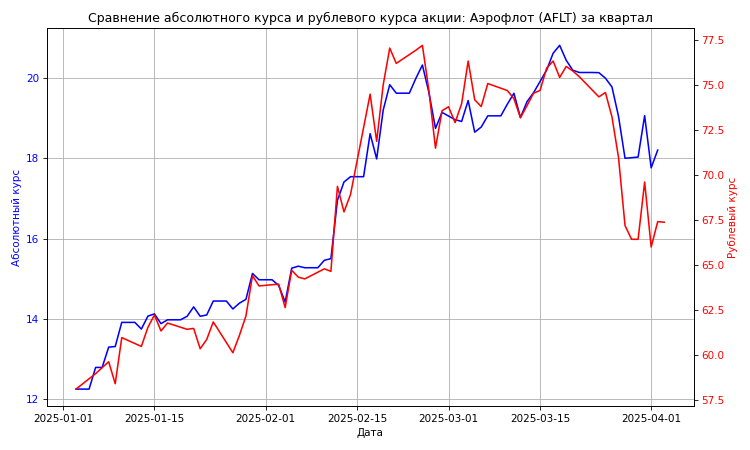 Сравнение абсолютного курса и рублевого курса акции: Аэрофлот (AFLT) за квартал
77.5
20
75.0
72.5
18
70.0
Абсолютный курс
Рублевый курс
67.5
16
65.0
62.5
14
60.0
12
57.5
2025-01-01 2025-01-15 2025-02-01 2025-02-15 2025-03-01 2025-03-15 2025-04-01
Дата